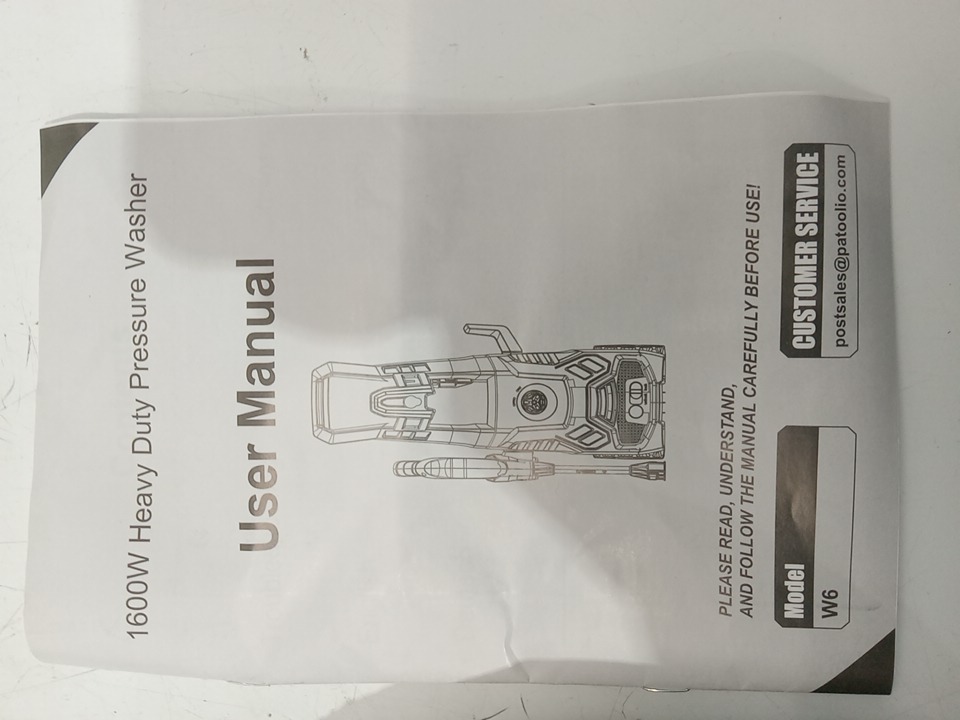 1600W Heavy Duty Pressure Washer
User Manual
PLEASE READ, UNDERSTAND,
AND FOLLOW THE MANUAL CAREFULLY BEFORE USE!
Model
W6
CUSTOMER SERVICE
postsales@patoolio.com